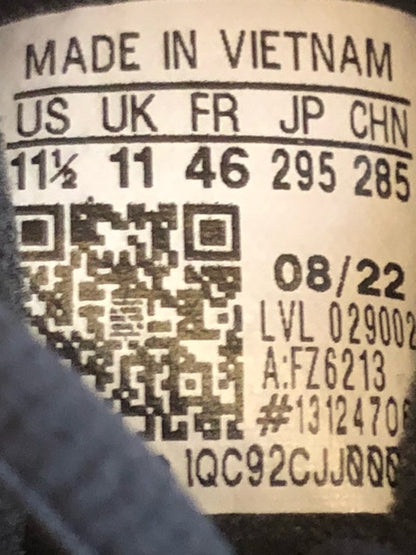 MADE IN VIETNAM
US UK FR JP CHN
11½ 11 46 295 285
08/22
LVL 029002
A:FZ6213
#1312470
1QC92CJJ000